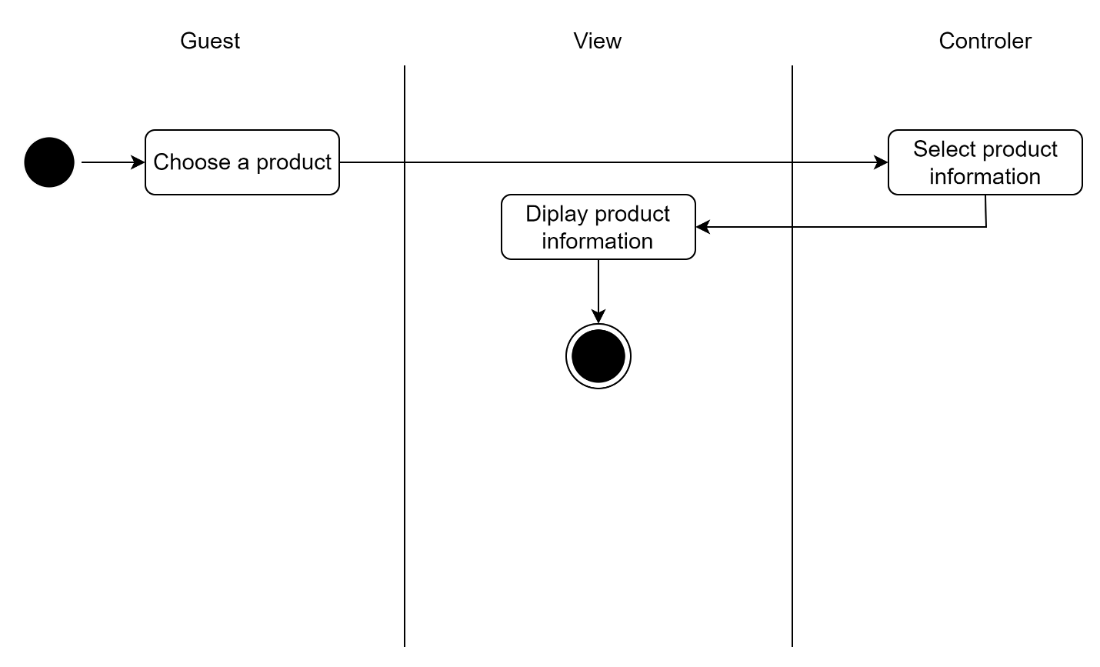 Guest
View
Controler
Choose a product
Select product
information
Diplay product
information